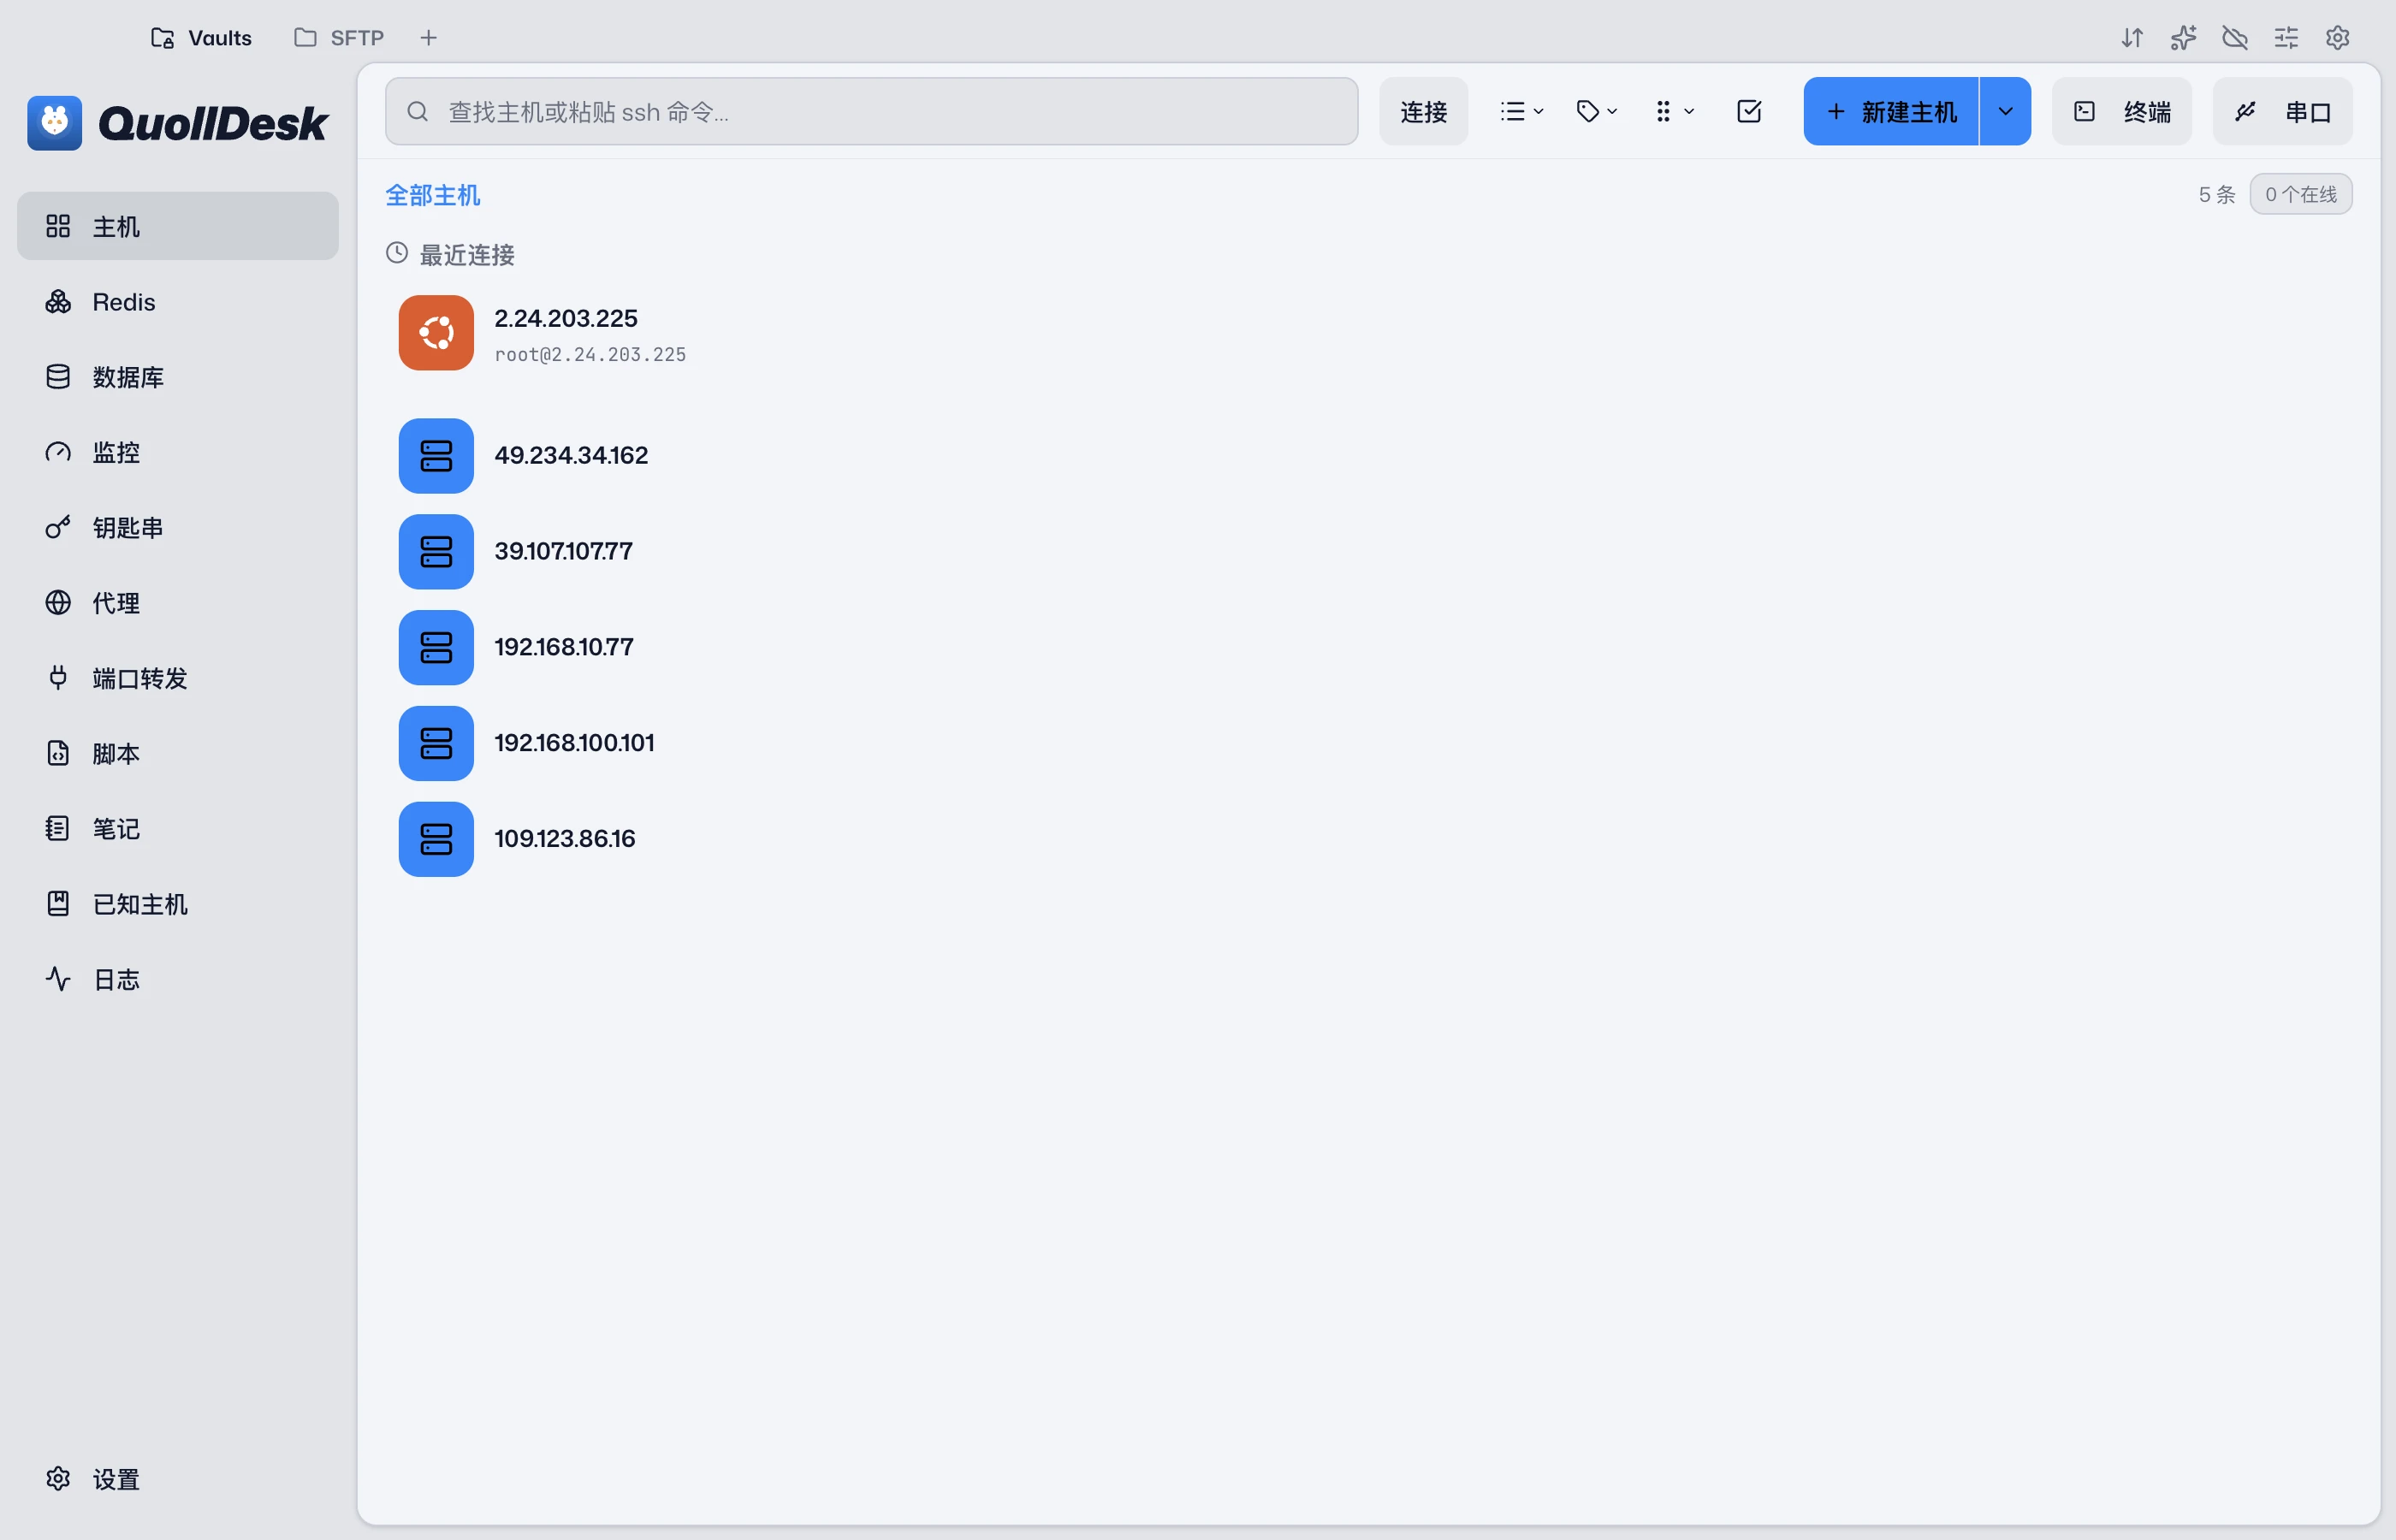 Vaults
SFTP
QuollDesk
查找主机或粘贴 ssh 命令...
连接
新建主机
终端
串口
主机
Redis
数据库
监控
钥匙串
代理
端口转发
脚本
笔记
已知主机
日志
设置
全部主机
5 条
0 个在线
最近连接
2.24.203.225
root@2.24.203.225
49.234.34.162
39.107.107.77
192.168.10.77
192.168.100.101
109.123.86.16